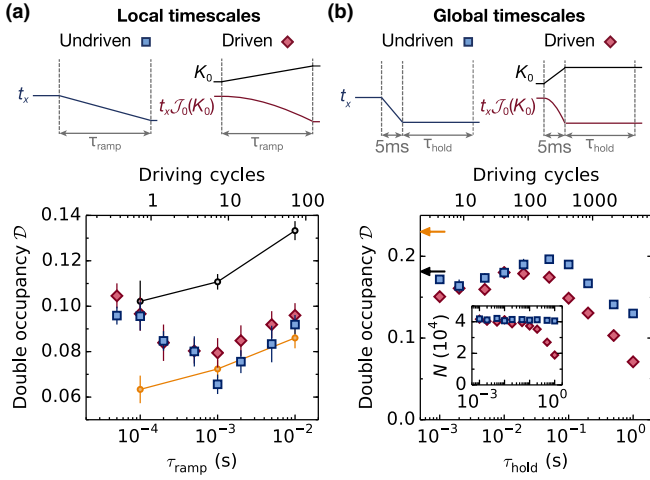 (a) Local timescales
Undriven Driven
t_x
K_0
t_x𝒥_0(K_0)
τ_ramp
τ_ramp
Driving cycles
1 10 100
Double occupancy 𝒟
0.14
0.12
0.10
0.08
0.06
10^-4 10^-3 10^-2
τ_ramp (s)
(b) Global timescales
Undriven Driven
t_x
K_0
t_x𝒥_0(K_0)
5ms τ_hold
5ms τ_hold
Driving cycles
10 100 1000
Double occupancy 𝒟
0.2
0.1
0.0
N (10^4)
4
2
0
10^-3 10^0
10^-3 10^-2 10^-1 10^0
τ_hold (s)